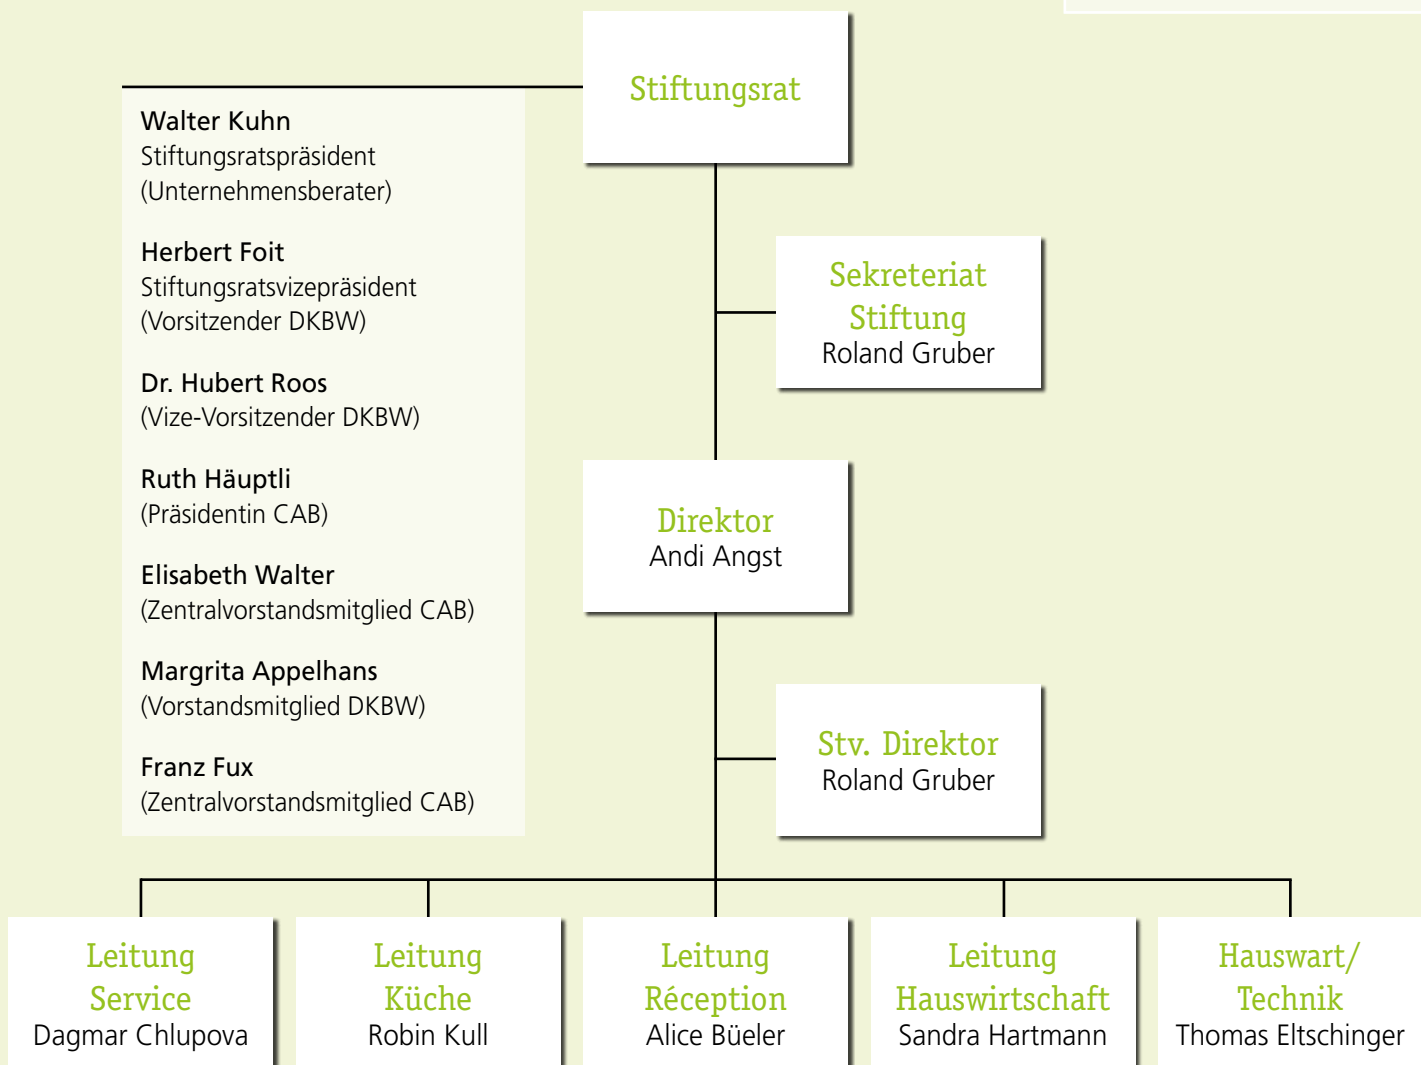 Stiftungsrat
Walter Kuhn
Stiftungsratspräsident
(Unternehmensberater)
Herbert Foit
Stiftungsratsvizepräsident
(Vorsitzender DKBW)
Dr. Hubert Roos
(Vize-Vorsitzender DKBW)
Ruth Häuptli
(Präsidentin CAB)
Elisabeth Walter
(Zentralvorstandsmitglied CAB)
Margrita Appelhans
(Vorstandsmitglied DKBW)
Franz Fux
(Zentralvorstandsmitglied CAB)
Sekreteriat
Stiftung
Roland Gruber
Direktor
Andi Angst
Stv. Direktor
Roland Gruber
Leitung
Service
Dagmar Chlupova
Leitung
Küche
Robin Kull
Leitung
Réception
Alice Büeler
Leitung
Hauswirtschaft
Sandra Hartmann
Hauswart/
Technik
Thomas Eltschinger